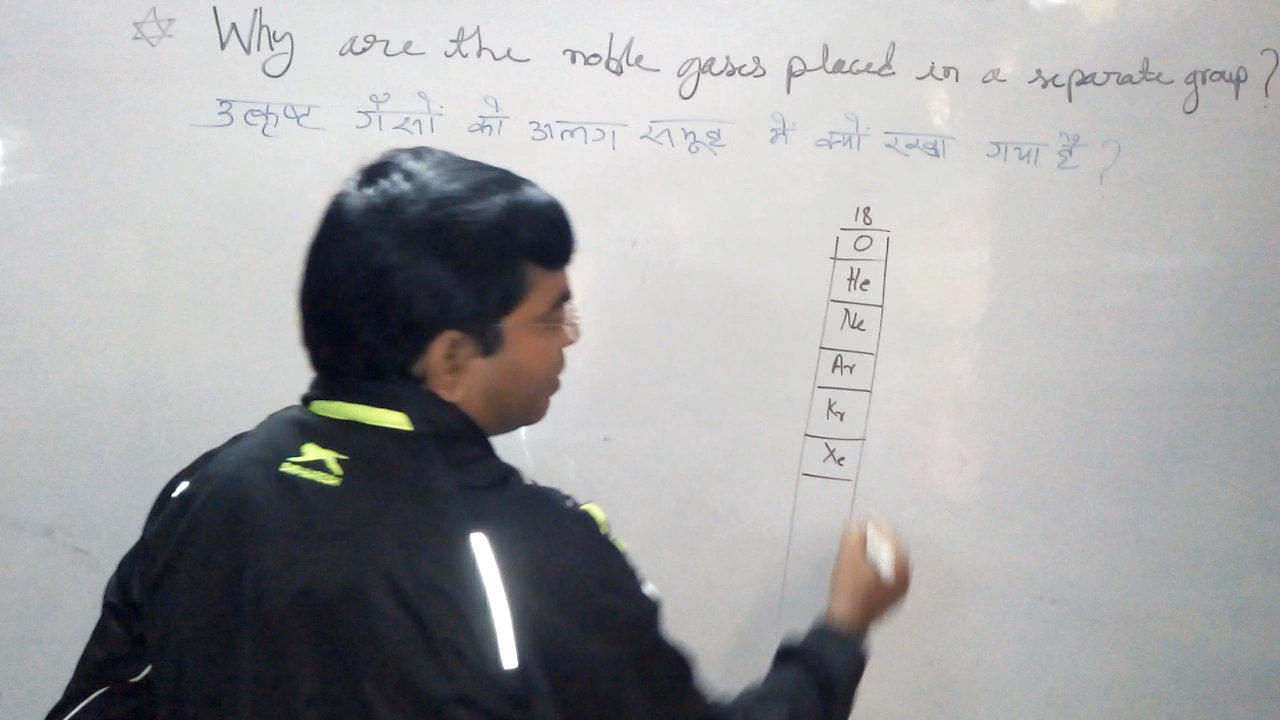 Why are the noble gases placed in a separate group?
उत्कृष्ट गैसों को अलग समूह में क्यों रखा गया है?
18
0
He
Ne
Ar
Kr
Xe